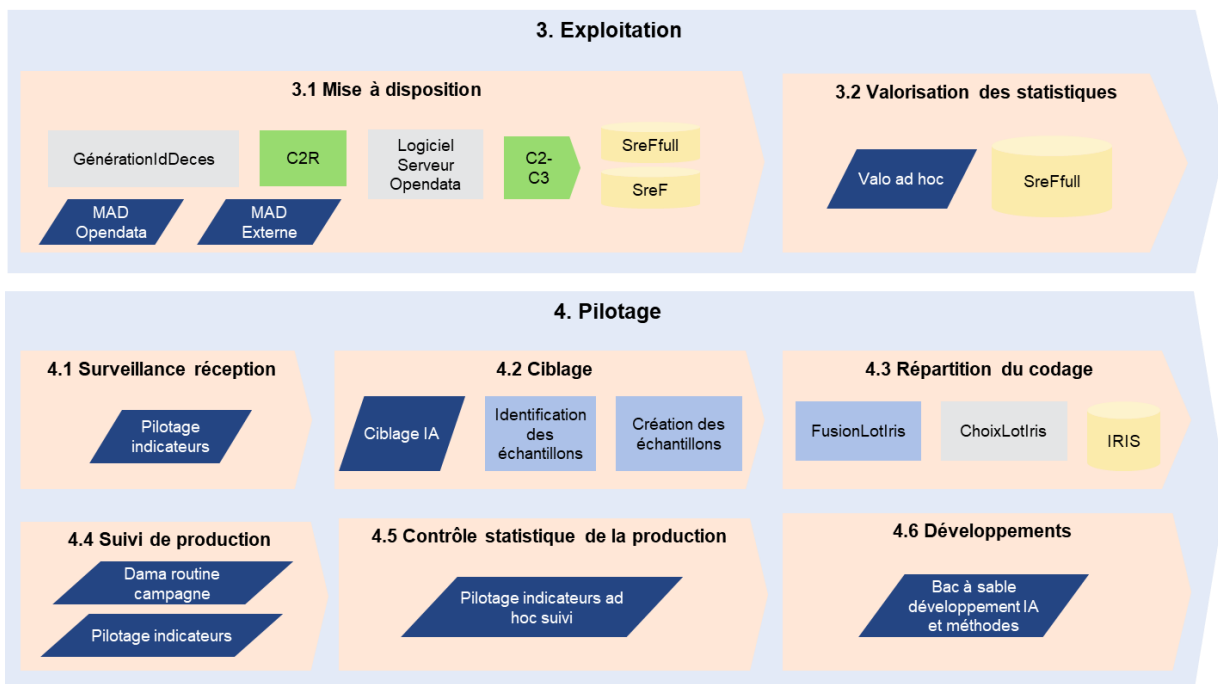 3. Exploitation
3.1 Mise à disposition
GénérationIdDeces
C2R
Logiciel
Serveur
Opendata
C2-
C3
SreFfull
SreF
MAD
Opendata
MAD
Externe
3.2 Valorisation des statistiques
Valo ad hoc
SreFfull
4. Pilotage
4.1 Surveillance réception
Pilotage
indicateurs
4.2 Ciblage
Ciblage IA
Identification
des
échantillons
Création des
échantillons
4.3 Répartition du codage
FusionLotIris
ChoixLotIris
IRIS
4.4 Suivi de production
Dama routine
campagne
Pilotage indicateurs
4.5 Contrôle statistique de la production
Pilotage indicateurs ad
hoc suivi
4.6 Développements
Bac à sable
développement IA
et méthodes